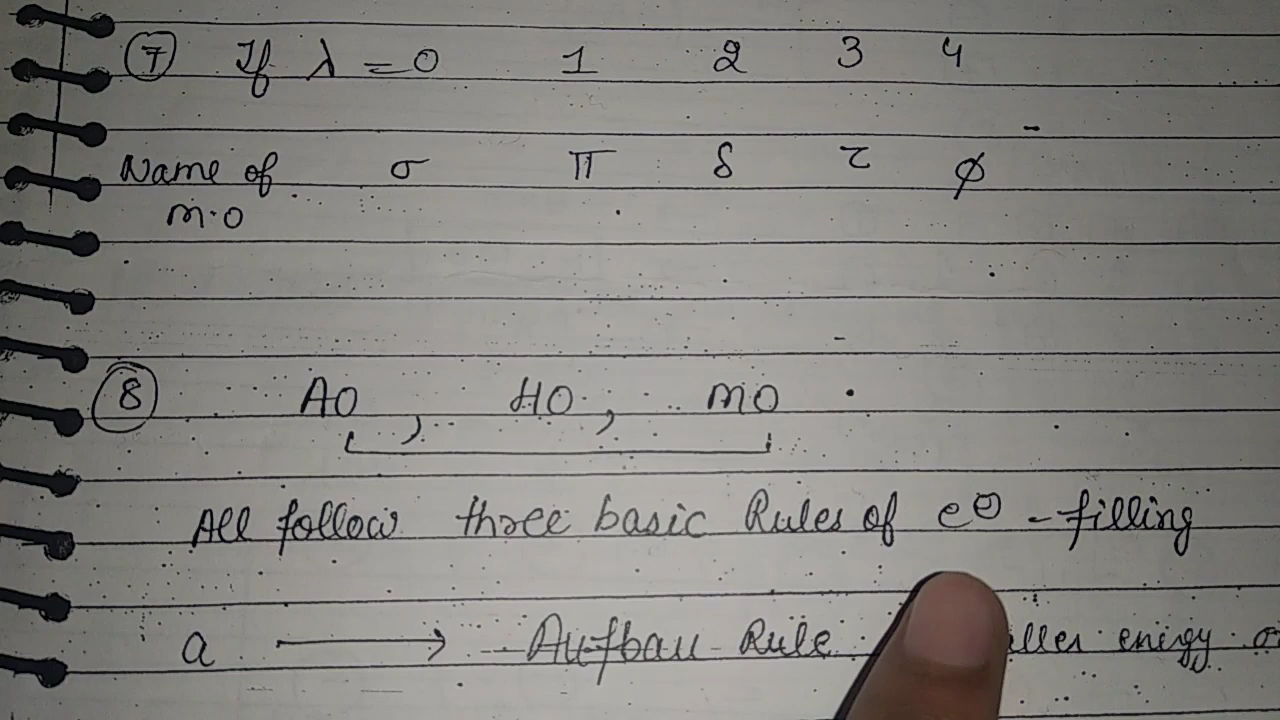 ⑦ If λ = 0 1 2 3 4
Name of σ π δ τ φ
m.o
⑧ AO , HO , MO .
All follow three basic Rules of e⊖ - filling
a → Aufbau Rule energy